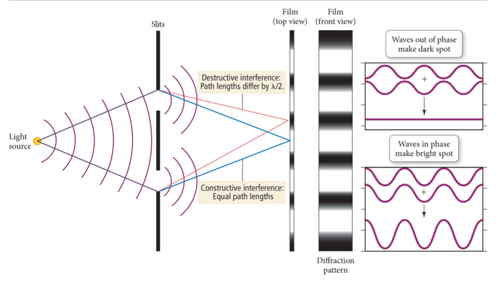 Slits
Film
(top view)
Film
(front view)
Destructive interference:
Path lengths differ by λ/2.
Light
source
Constructive interference:
Equal path lengths
Diffraction
pattern
Waves out of phase
make dark spot
+
Waves in phase
make bright spot
+